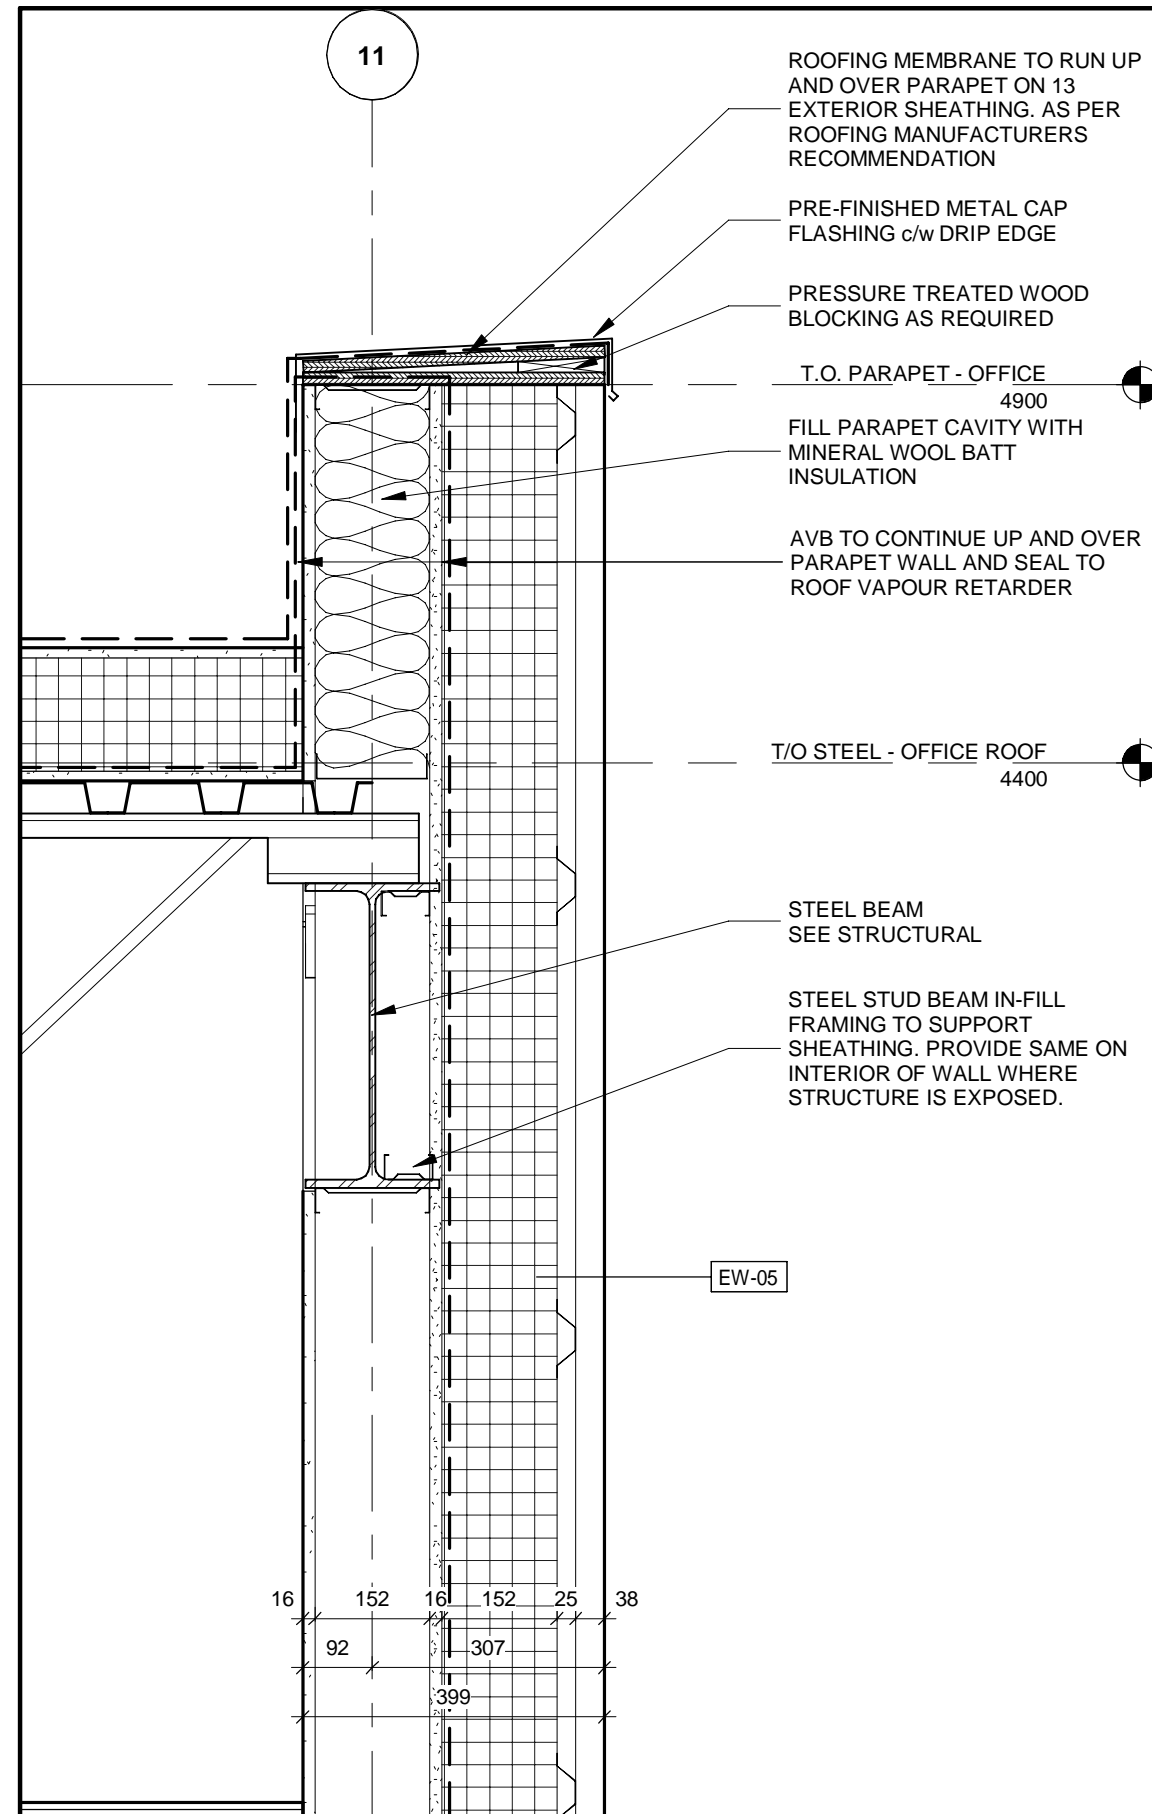 11
ROOFING MEMBRANE TO RUN UP
AND OVER PARAPET ON 13
EXTERIOR SHEATHING. AS PER
ROOFING MANUFACTURERS
RECOMMENDATION
PRE-FINISHED METAL CAP
FLASHING c/w DRIP EDGE
PRESSURE TREATED WOOD
BLOCKING AS REQUIRED
T.O. PARAPET - OFFICE
4900
FILL PARAPET CAVITY WITH
MINERAL WOOL BATT
INSULATION
AVB TO CONTINUE UP AND OVER
PARAPET WALL AND SEAL TO
ROOF VAPOUR RETARDER
T/O STEEL - OFFICE ROOF
4400
STEEL BEAM
SEE STRUCTURAL
STEEL STUD BEAM IN-FILL
FRAMING TO SUPPORT
SHEATHING. PROVIDE SAME ON
INTERIOR OF WALL WHERE
STRUCTURE IS EXPOSED.
EW-05
16 152 16 152 25 38
92 307
399